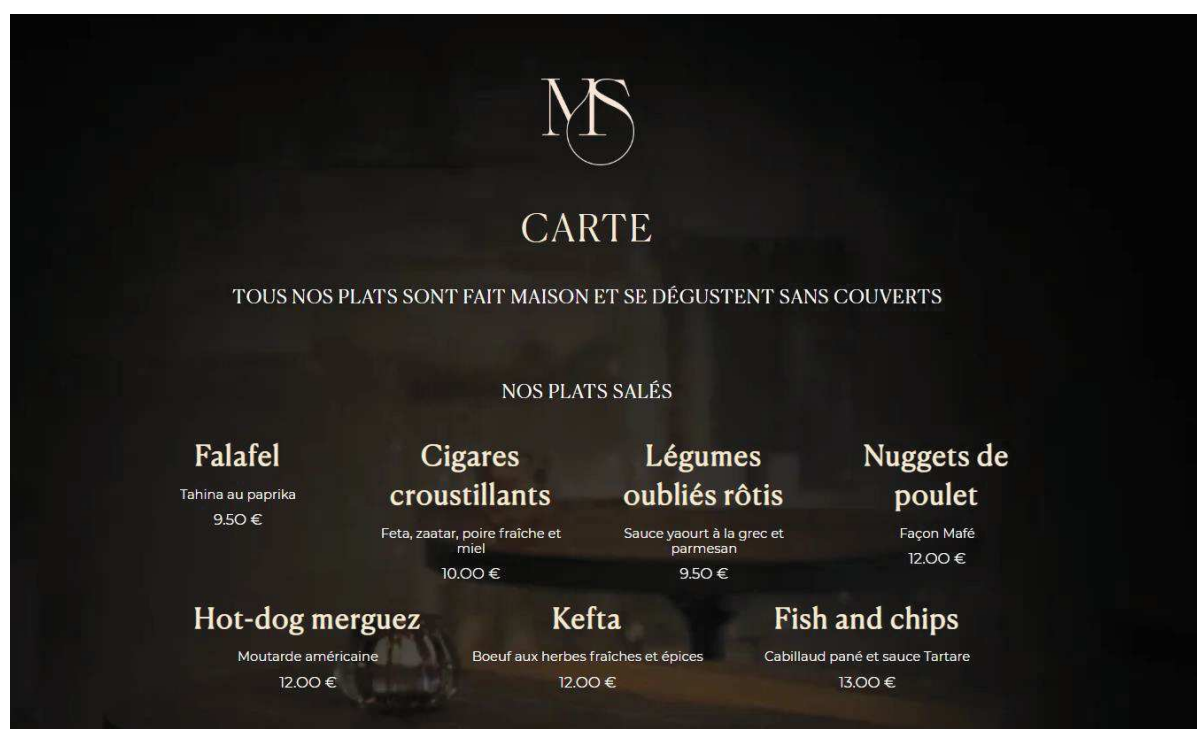 MS
CARTE
TOUS NOS PLATS SONT FAIT MAISON ET SE DÉGUSTENT SANS COUVERTS
NOS PLATS SALÉS
Falafel
Tahina au paprika
9.50 €
Cigares
croustillants
Feta, zaatar, poire fraîche et
miel
10.00 €
Légumes
oubliés rôtis
Sauce yaourt à la grec et
parmesan
9.50 €
Nuggets de
poulet
Façon Mafé
12.00 €
Hot-dog merguez
Moutarde américaine
12.00 €
Kefta
Boeuf aux herbes fraîches et épices
12.00 €
Fish and chips
Cabillaud pané et sauce Tartare
13.00 €